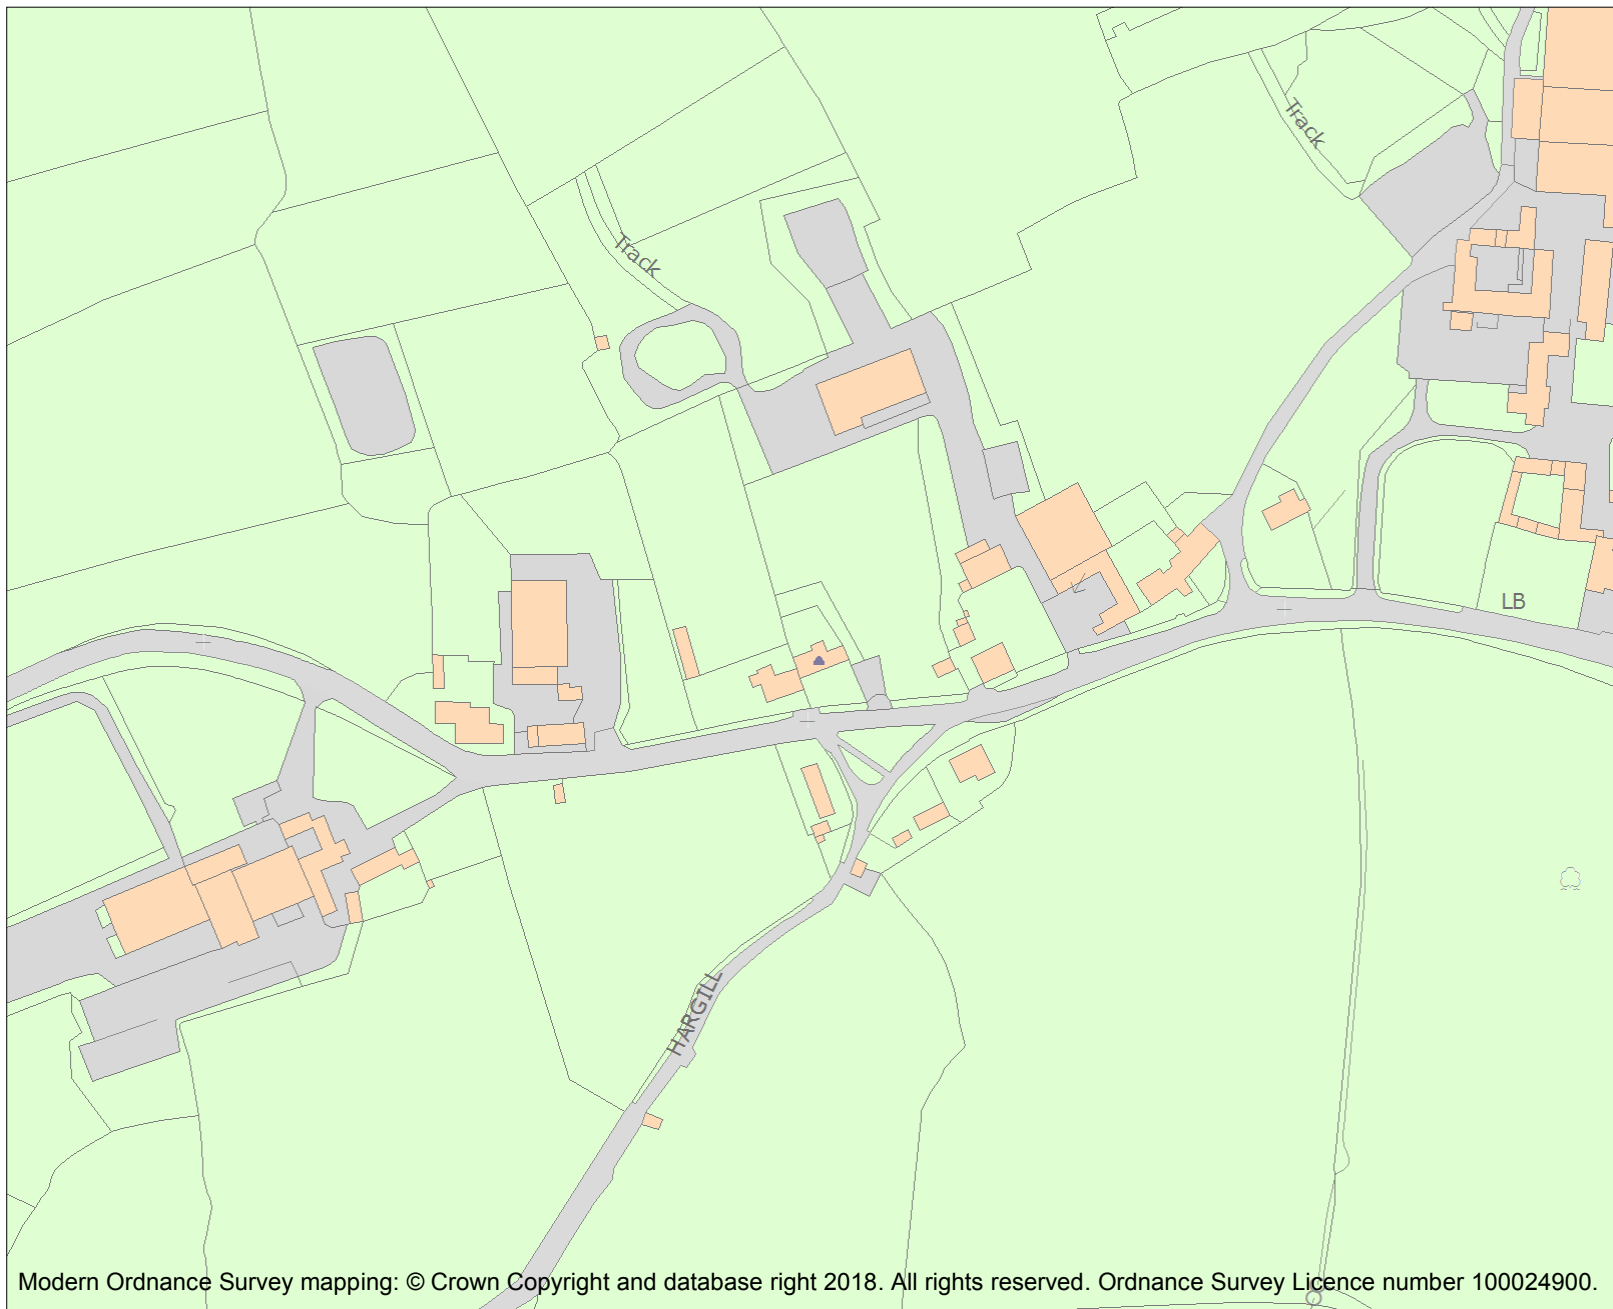 Track
Track
LB
HARGILL
Modern Ordnance Survey mapping: © Crown Copyright and database right 2018. All rights reserved. Ordnance Survey Licence number 100024900.